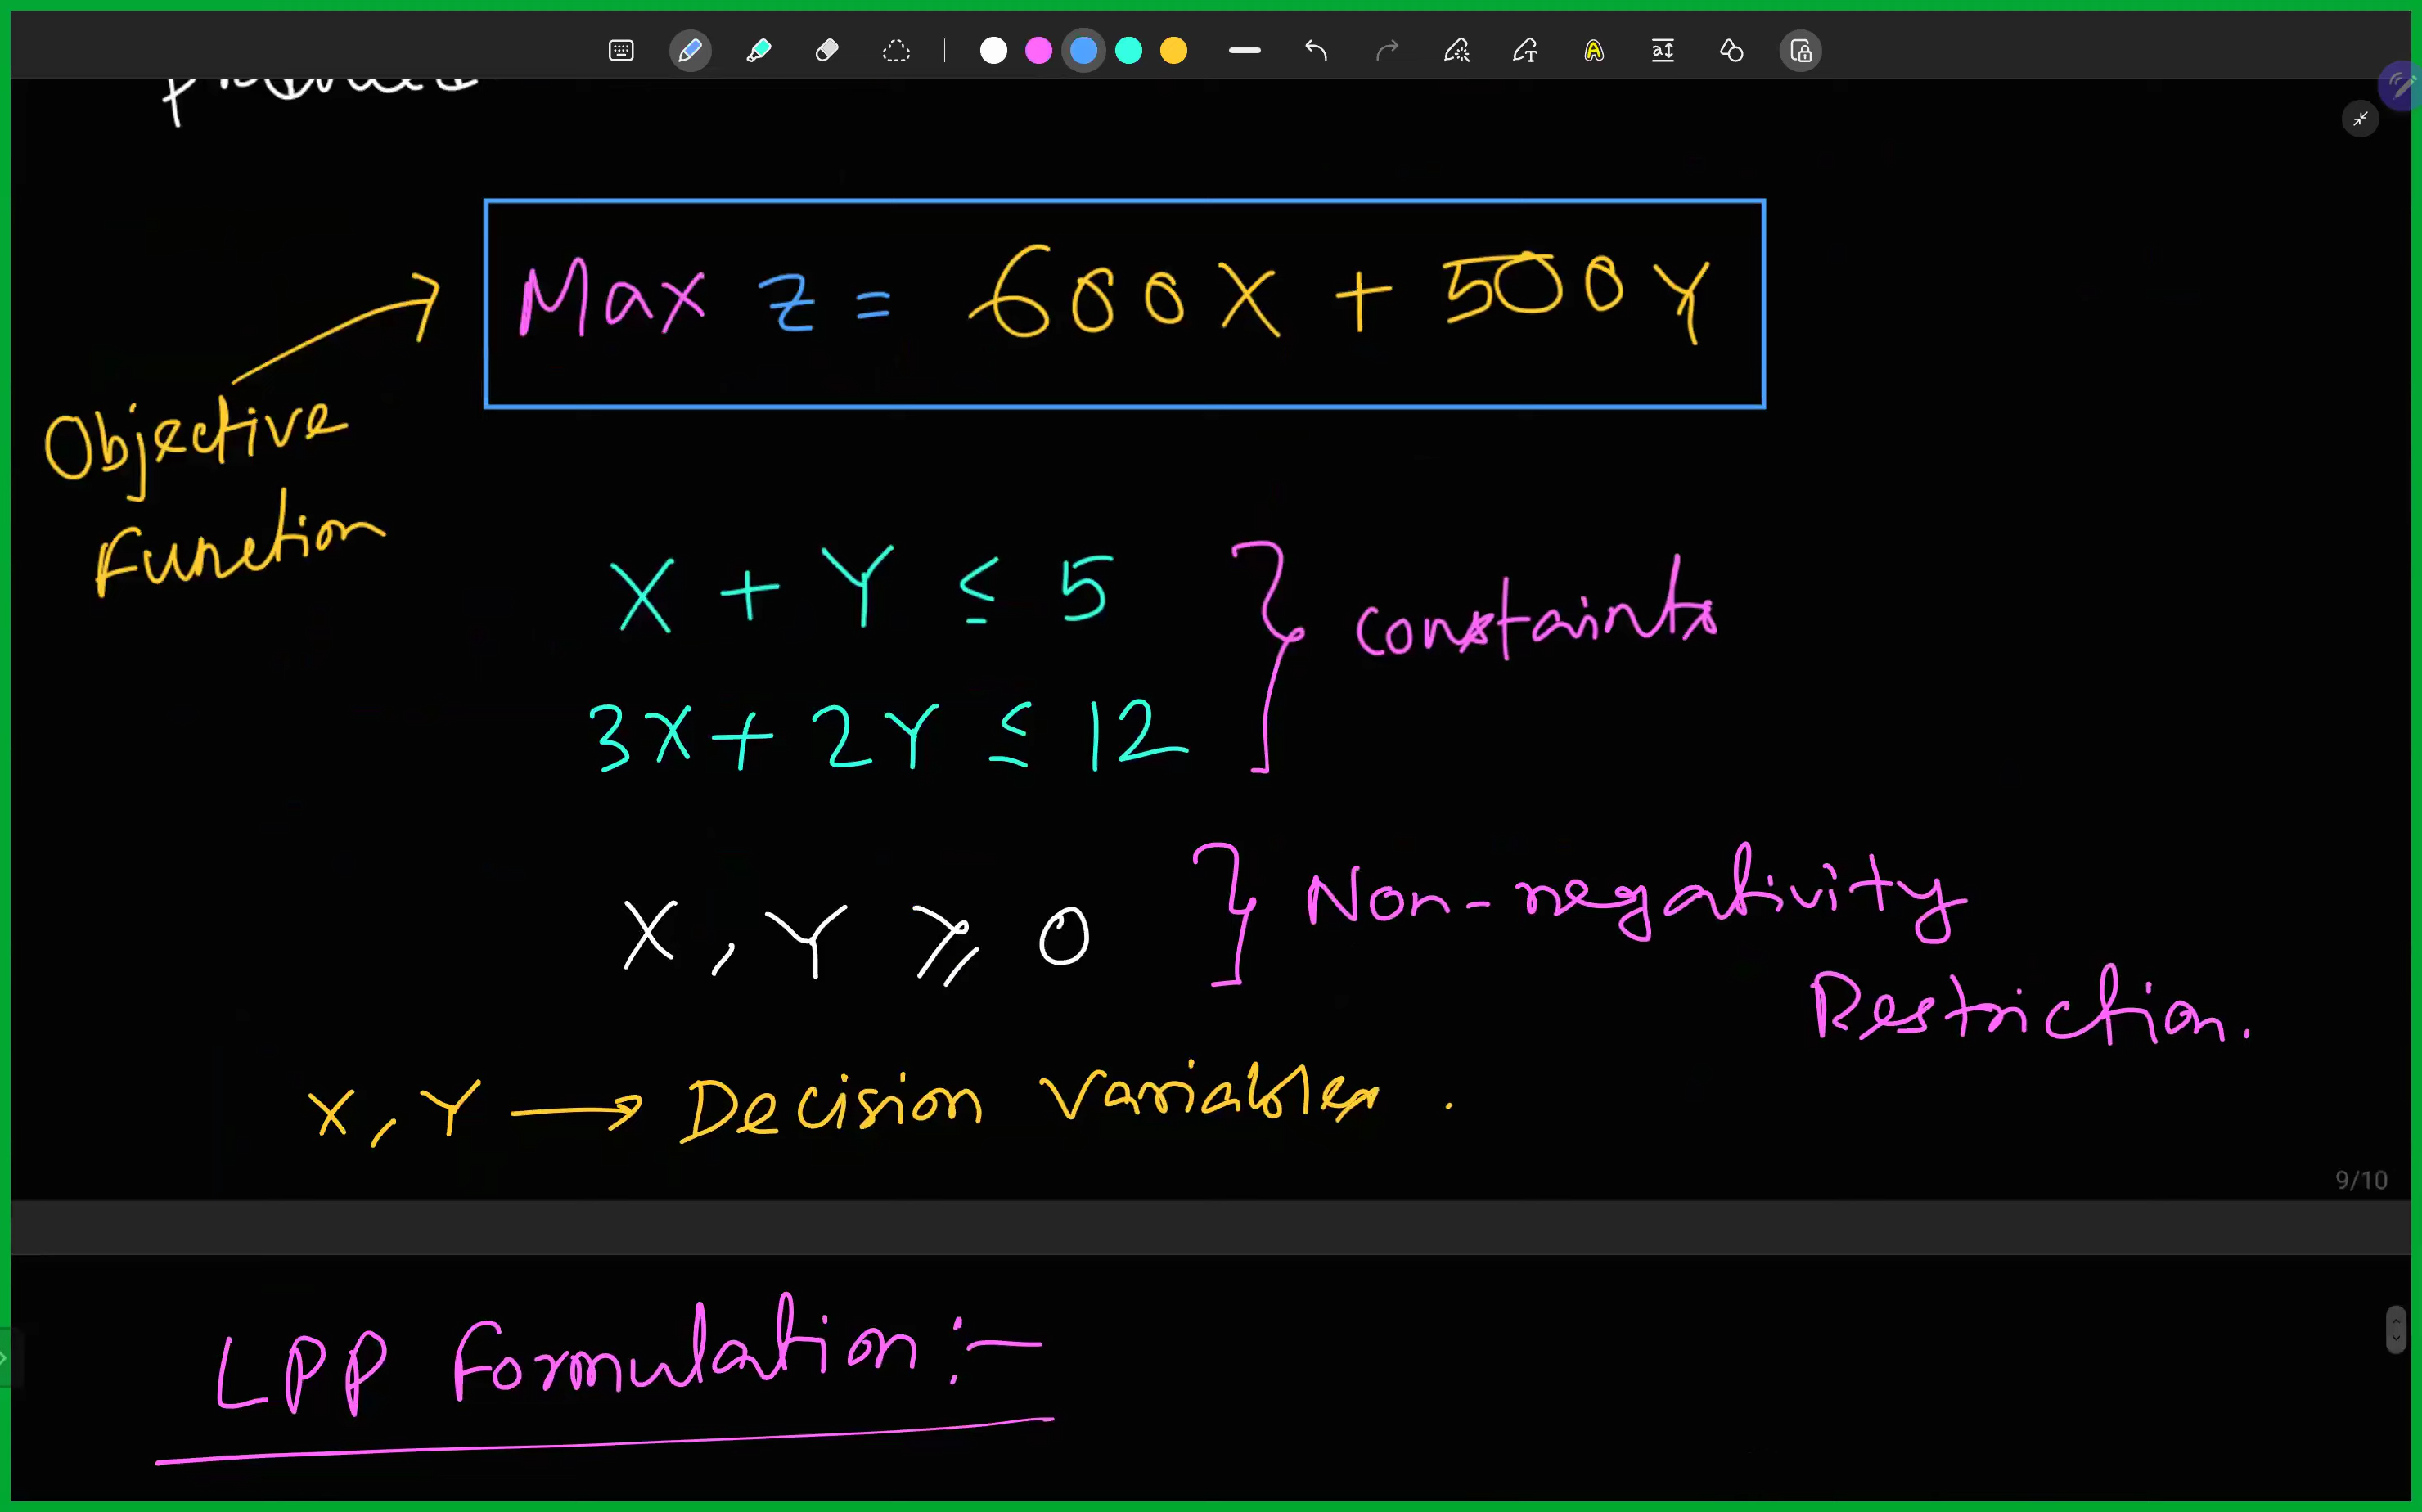 Max z = 600X + 500Y
Objective
Function
X + Y ≤ 5
constaints
3X + 2Y ≤ 12
X, Y ≥ 0
Non-negativity
Restriction.
X, Y → Decision Variables.
9/10
LPP Formulation:-